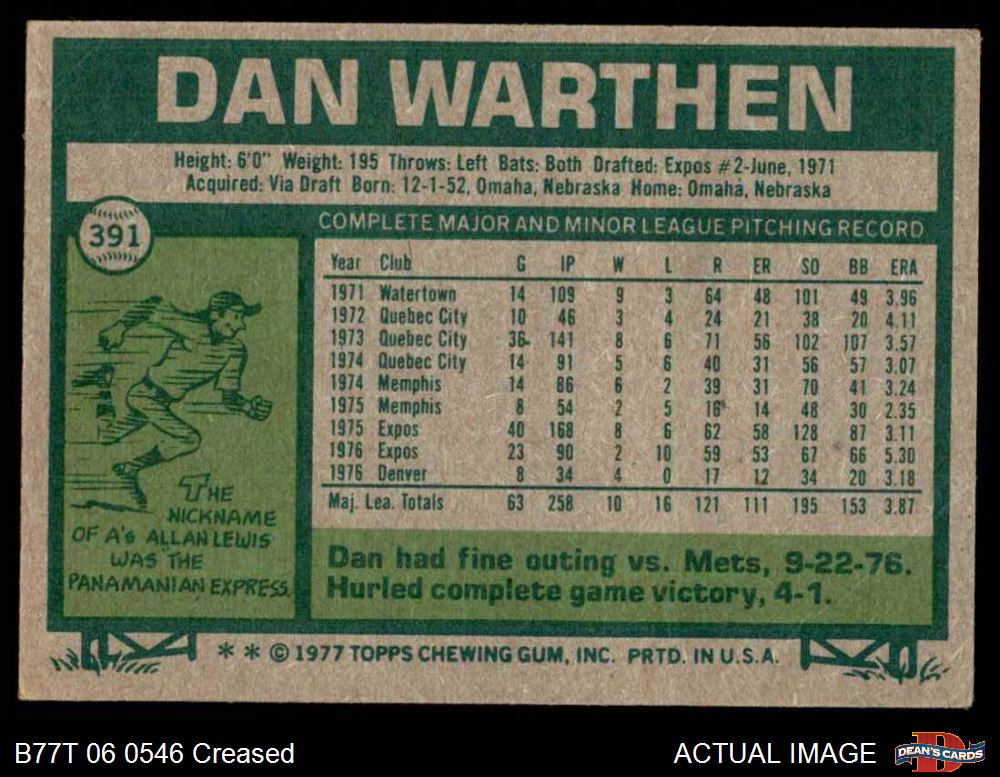 DAN WARTHEN
Height: 6'0" Weight: 195 Throws: Left Bats: Both Drafted: Expos #2-June, 1971
Acquired: Via Draft Born: 12-1-52, Omaha, Nebraska Home: Omaha, Nebraska
391
COMPLETE MAJOR AND MINOR LEAGUE PITCHING RECORD
Year Club G IP W L R ER SO BB ERA
1971 Watertown 14 109 9 3 64 48 101 49 3.96
1972 Quebec City 10 46 3 4 24 21 38 20 4.11
1973 Quebec City 36 141 8 6 71 56 102 107 3.57
1974 Quebec City 14 91 5 6 40 31 56 57 3.07
1974 Memphis 14 86 6 2 39 31 70 41 3.24
1975 Memphis 8 54 2 5 16 14 48 30 2.35
1975 Expos 40 168 8 6 62 58 128 87 3.11
1976 Expos 23 90 2 10 59 53 67 66 5.30
1976 Denver 8 34 4 0 17 12 34 20 3.18
Maj. Lea. Totals 63 258 10 16 121 111 195 153 3.87
THE
NICKNAME
OF A's ALLAN LEWIS
WAS THE
PANAMANIAN EXPRESS.
Dan had fine outing vs. Mets, 9-22-76.
Hurled complete game victory, 4-1.
* * © 1977 TOPPS CHEWING GUM, INC. PRTD. IN U.S.A.
B77T 06 0546 Creased
ACTUAL IMAGE
DEAN'S CARDS